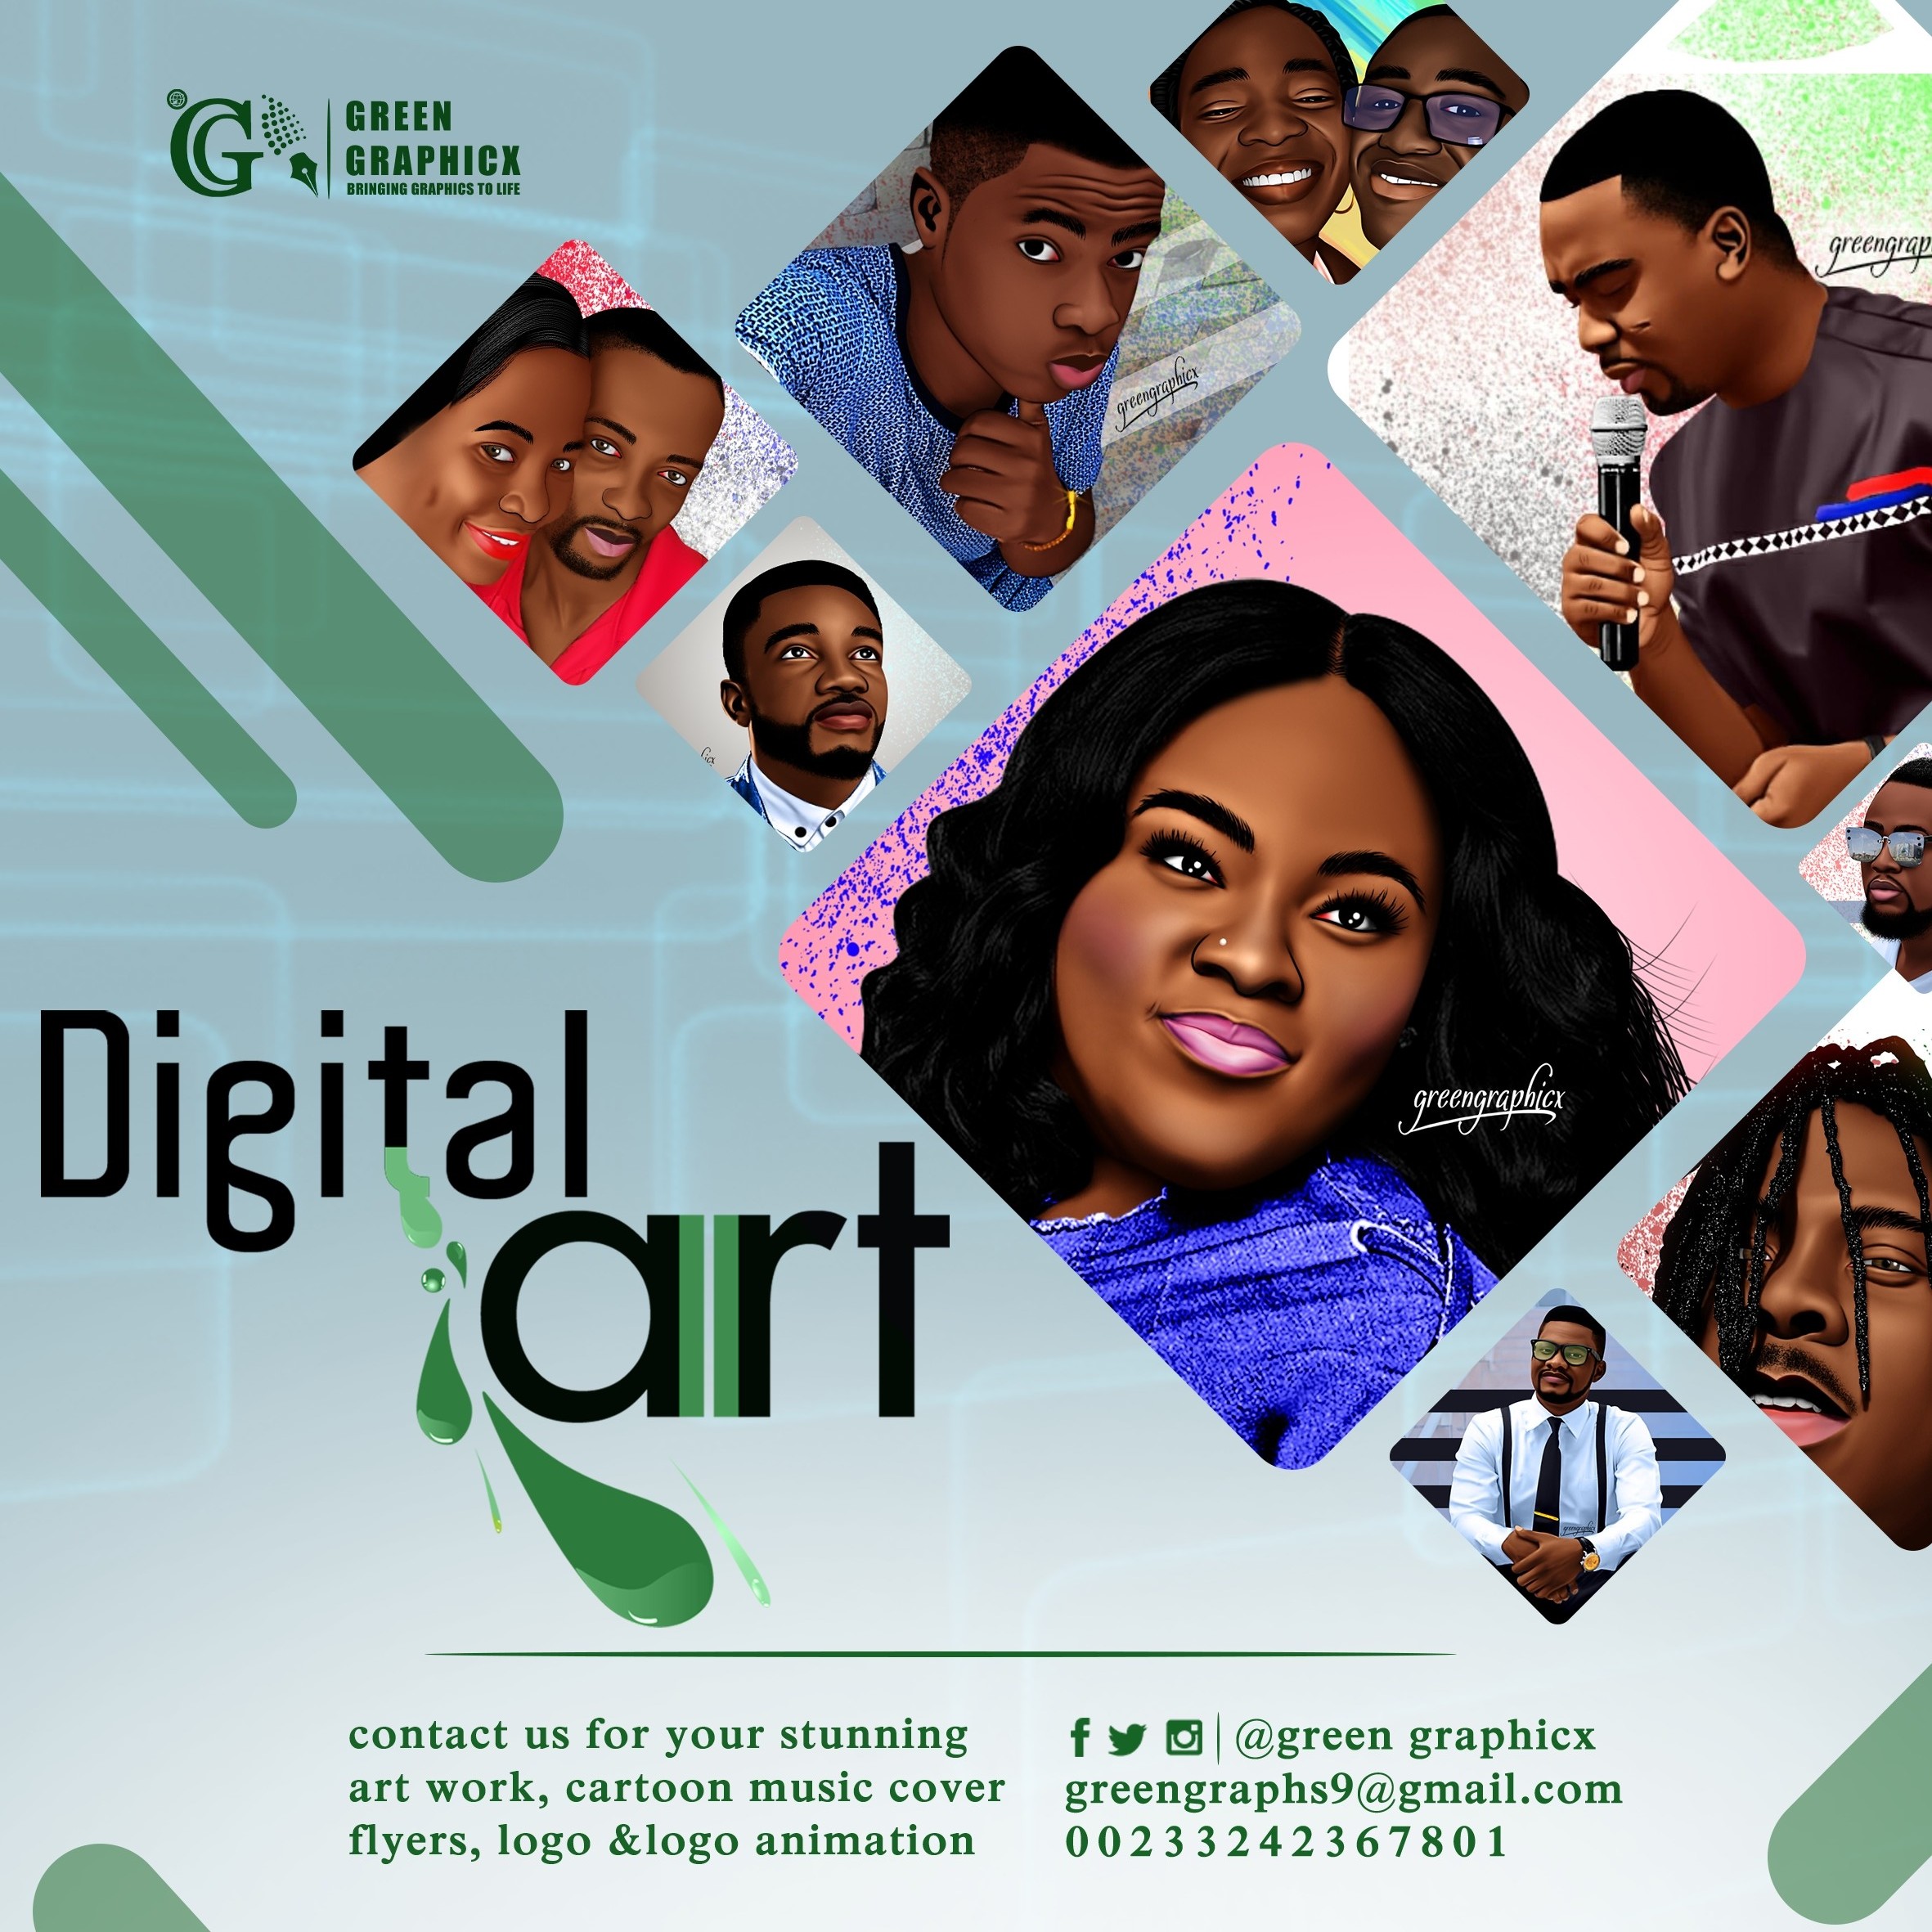 GREEN
GRAPHICX
BRINGING GRAPHICS TO LIFE
greengraphicx
greengrap
greengraphicx
Digital
art
greengraphicx
contact us for your stunning
art work, cartoon music cover
flyers, logo &logo animation
@green graphicx
greengraphs9@gmail.com
00233242367801